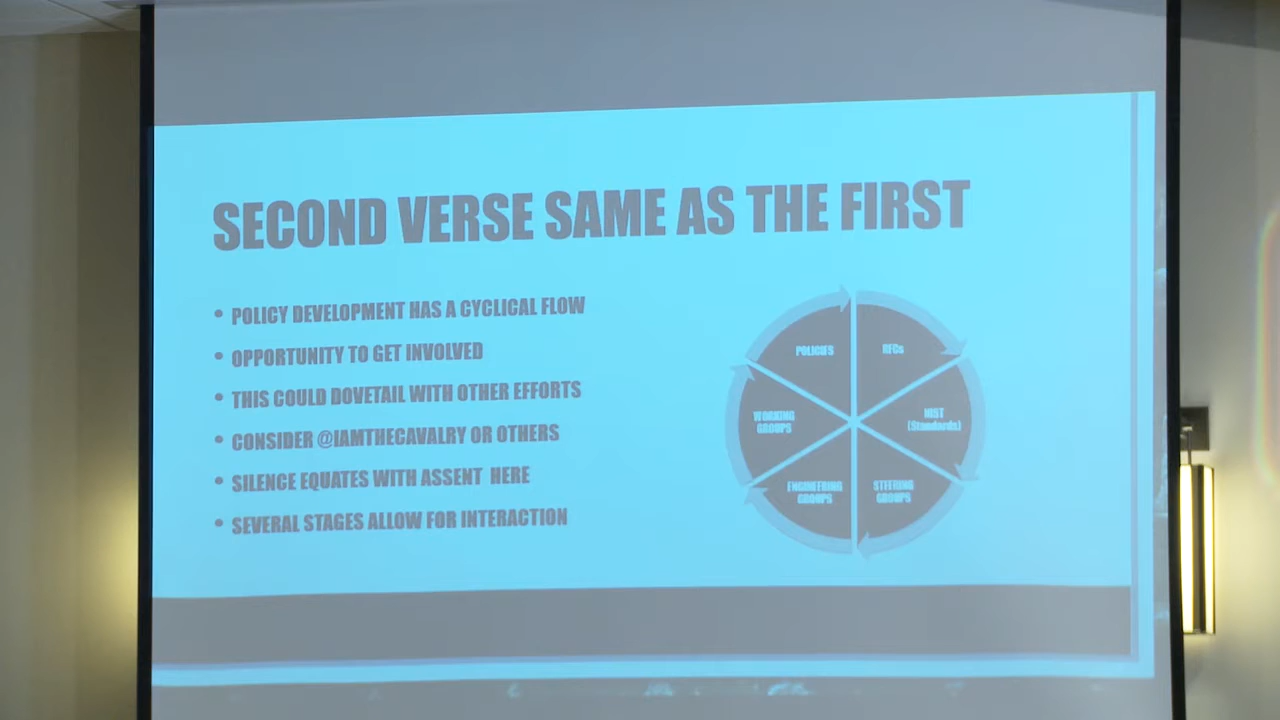 SECOND VERSE SAME AS THE FIRST
• POLICY DEVELOPMENT HAS A CYCLICAL FLOW
• OPPORTUNITY TO GET INVOLVED
• THIS COULD DOVETAIL WITH OTHER EFFORTS
• CONSIDER @IAMTHECAVALRY OR OTHERS
• SILENCE EQUATES WITH ASSENT HERE
• SEVERAL STAGES ALLOW FOR INTERACTION
POLICIES
RFCs
WORKING
GROUPS
NIST
(Standards)
ENGINEERING
GROUPS
STEERING
GROUPS